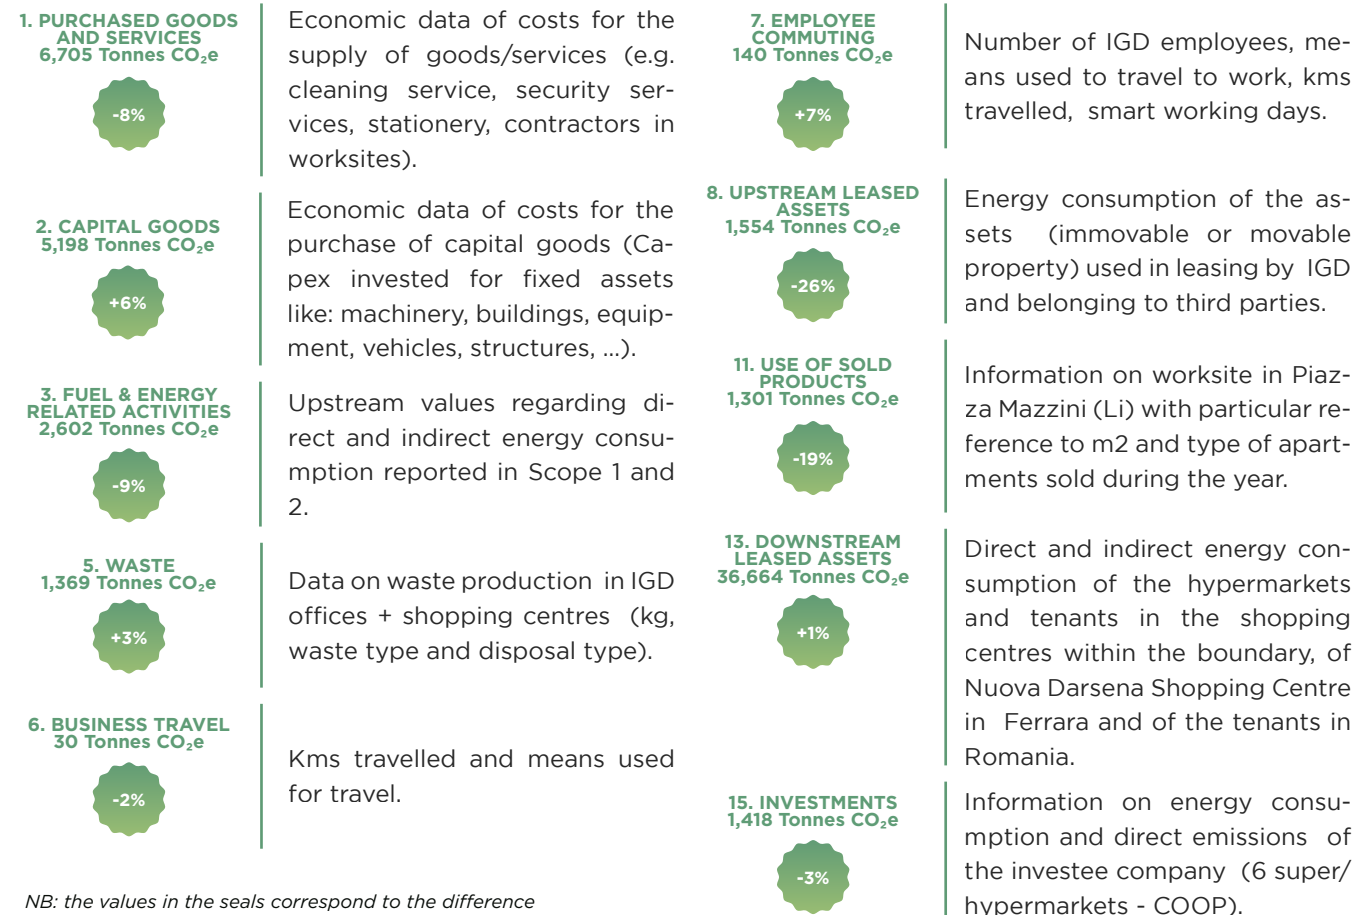 1. PURCHASED GOODS
AND SERVICES
6,705 Tonnes CO₂e
-8%
Economic data of costs for the
supply of goods/services (e.g.
cleaning service, security ser-
vices, stationery, contractors in
worksites).
2. CAPITAL GOODS
5,198 Tonnes CO₂e
+6%
Economic data of costs for the
purchase of capital goods (Ca-
pex invested for fixed assets
like: machinery, buildings, equip-
ment, vehicles, structures, ...).
3. FUEL & ENERGY
RELATED ACTIVITIES
2,602 Tonnes CO₂e
-9%
Upstream values regarding di-
rect and indirect energy consu-
mption reported in Scope 1 and
2.
5. WASTE
1,369 Tonnes CO₂e
+3%
Data on waste production in IGD
offices + shopping centres (kg,
waste type and disposal type).
6. BUSINESS TRAVEL
30 Tonnes CO₂e
-2%
Kms travelled and means used
for travel.
NB: the values in the seals correspond to the difference
7. EMPLOYEE
COMMUTING
140 Tonnes CO₂e
+7%
Number of IGD employees, me-
ans used to travel to work, kms
travelled, smart working days.
8. UPSTREAM LEASED
ASSETS
1,554 Tonnes CO₂e
-26%
Energy consumption of the as-
sets (immovable or movable
property) used in leasing by IGD
and belonging to third parties.
11. USE OF SOLD
PRODUCTS
1,301 Tonnes CO₂e
-19%
Information on worksite in Piaz-
za Mazzini (Li) with particular re-
ference to m2 and type of apart-
ments sold during the year.
13. DOWNSTREAM
LEASED ASSETS
36,664 Tonnes CO₂e
+1%
Direct and indirect energy con-
sumption of the hypermarkets
and tenants in the shopping
centres within the boundary, of
Nuova Darsena Shopping Centre
in Ferrara and of the tenants in
Romania.
15. INVESTMENTS
1,418 Tonnes CO₂e
-3%
Information on energy consu-
mption and direct emissions of
the investee company (6 super/
hypermarkets - COOP).